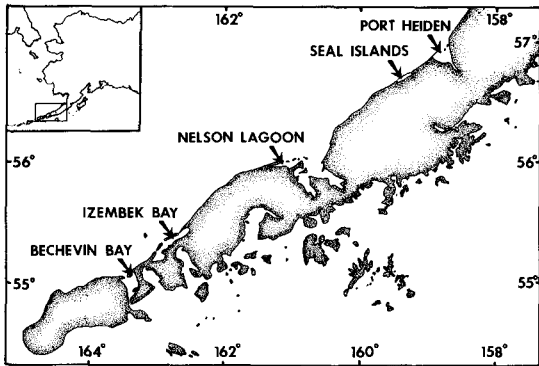 162° 158°
PORT HEIDEN
57°
SEAL ISLANDS
NELSON LAGOON
56° 56°
IZEMBEK BAY
BECHEVIN BAY
55° 55°
164° 162° 160° 158°